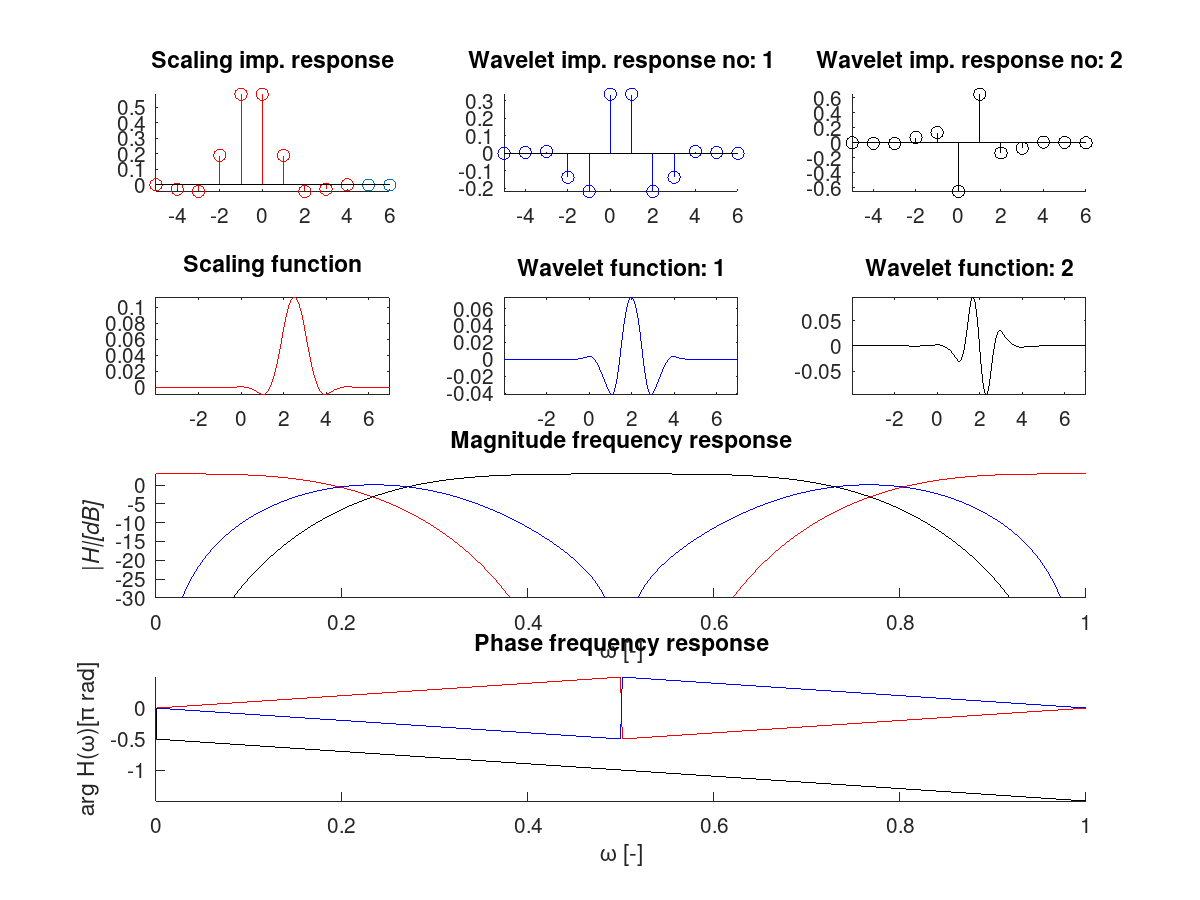 Scaling imp. response
Wavelet imp. response no: 1
Wavelet imp. response no: 2
0.5
0.4
0.3
0.2
0.1
0
-4 -2 0 2 4 6
0.3
0.2
0.1
0
-0.1
-0.2
-4 -2 0 2 4 6
0.6
0.4
0.2
0
-0.2
-0.4
-0.6
-4 -2 0 2 4 6
Scaling function
Wavelet function: 1
Wavelet function: 2
0.1
0.08
0.06
0.04
0.02
0
-2 0 2 4 6
0.06
0.04
0.02
0
-0.02
-0.04
-2 0 2 4 6
0.05
0
-0.05
-2 0 2 4 6
Magnitude frequency response
|H|[dB]
0
-5
-10
-15
-20
-25
-30
0 0.2 0.4 0.6 0.8 1
ω [-]
Phase frequency response
arg H(ω)[π rad]
0
-0.5
-1
0 0.2 0.4 0.6 0.8 1
ω [-]